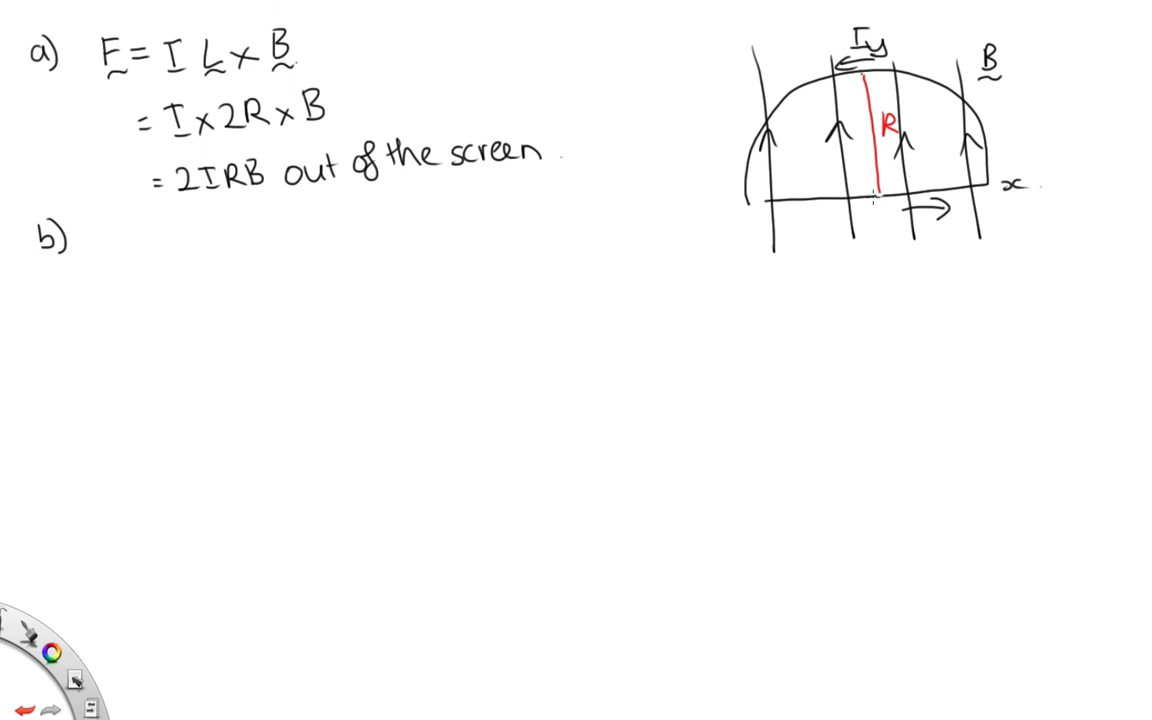 a) F = I L × B
= I × 2R × B
= 2IRB out of the screen.
b)
I y
B
R
x